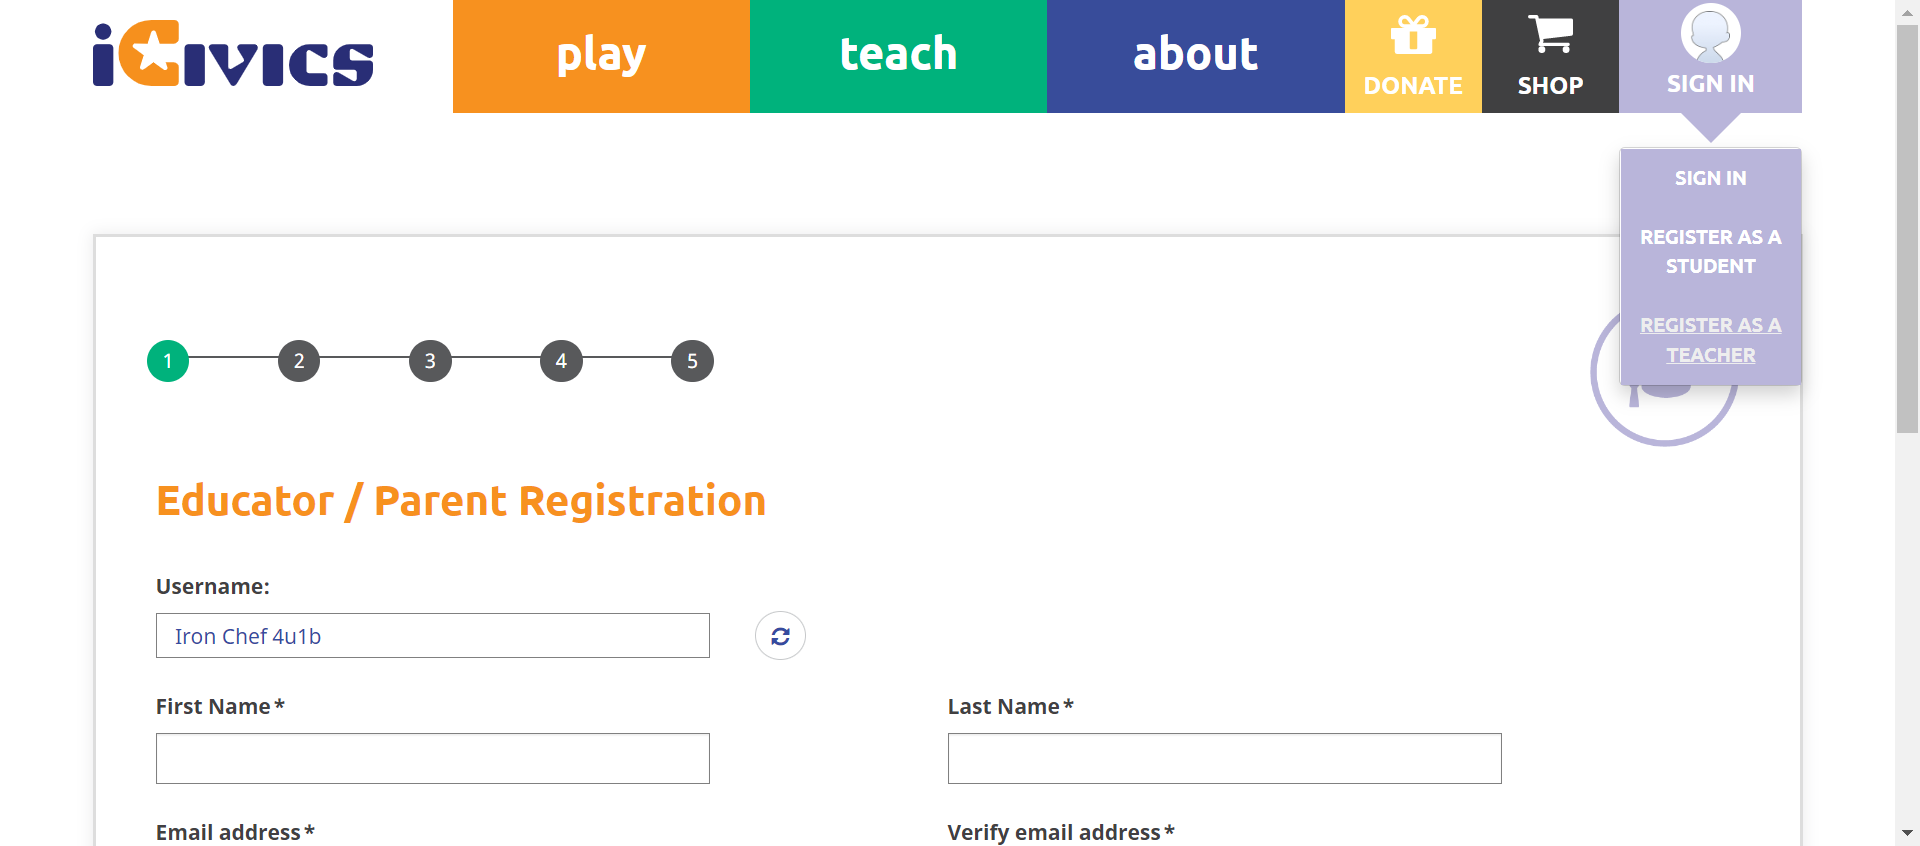 iCivics
play
teach
about
DONATE
SHOP
SIGN IN
SIGN IN
REGISTER AS A
STUDENT
REGISTER AS A
TEACHER
1 2 3 4 5
Educator / Parent Registration
Username:
Iron Chef 4u1b
First Name*
Last Name*
Email address*
Verify email address*